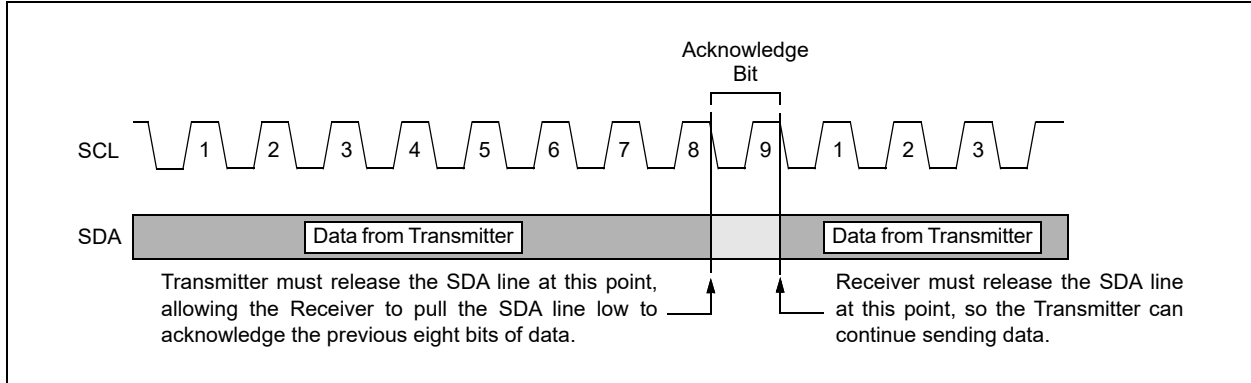 Acknowledge
Bit
SCL
1 2 3 4 5 6 7 8 9 1 2 3
SDA
Data from Transmitter
Data from Transmitter
Transmitter must release the SDA line at this point,
allowing the Receiver to pull the SDA line low to
acknowledge the previous eight bits of data.
Receiver must release the SDA line
at this point, so the Transmitter can
continue sending data.